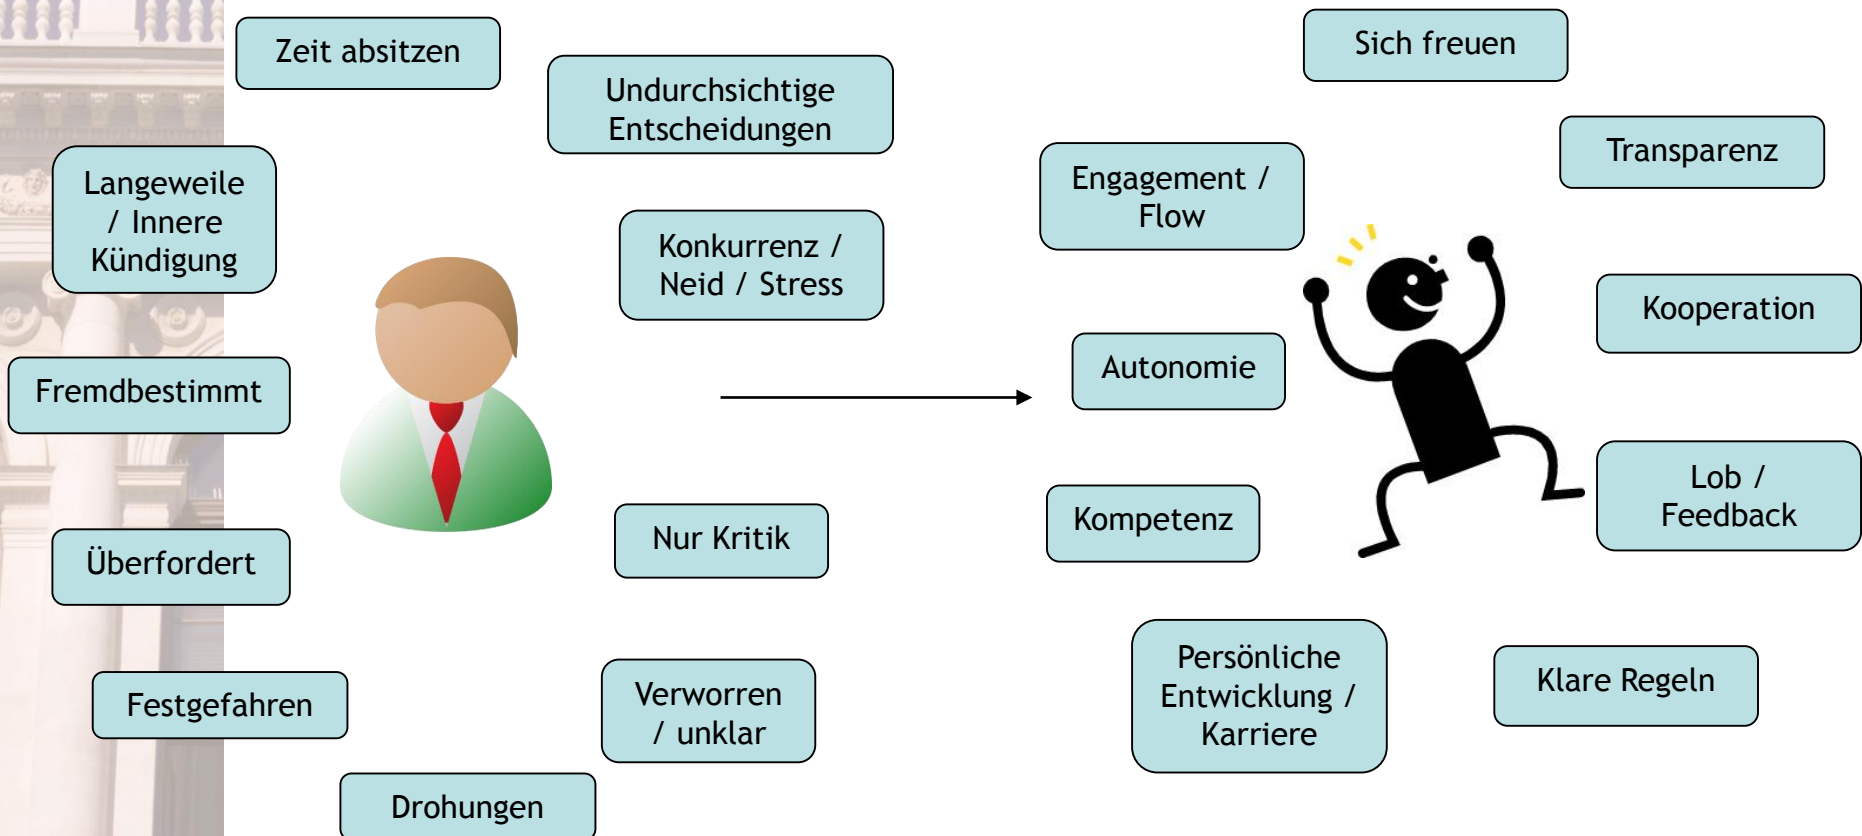 Zeit absitzen
Undurchsichtige
Entscheidungen
Langeweile
/ Innere
Kündigung
Konkurrenz /
Neid / Stress
Fremdbestimmt
Überfordert
Nur Kritik
Festgefahren
Verworren
/ unklar
Drohungen
Sich freuen
Transparenz
Engagement /
Flow
Kooperation
Autonomie
Lob /
Feedback
Kompetenz
Persönliche
Entwicklung /
Karriere
Klare Regeln